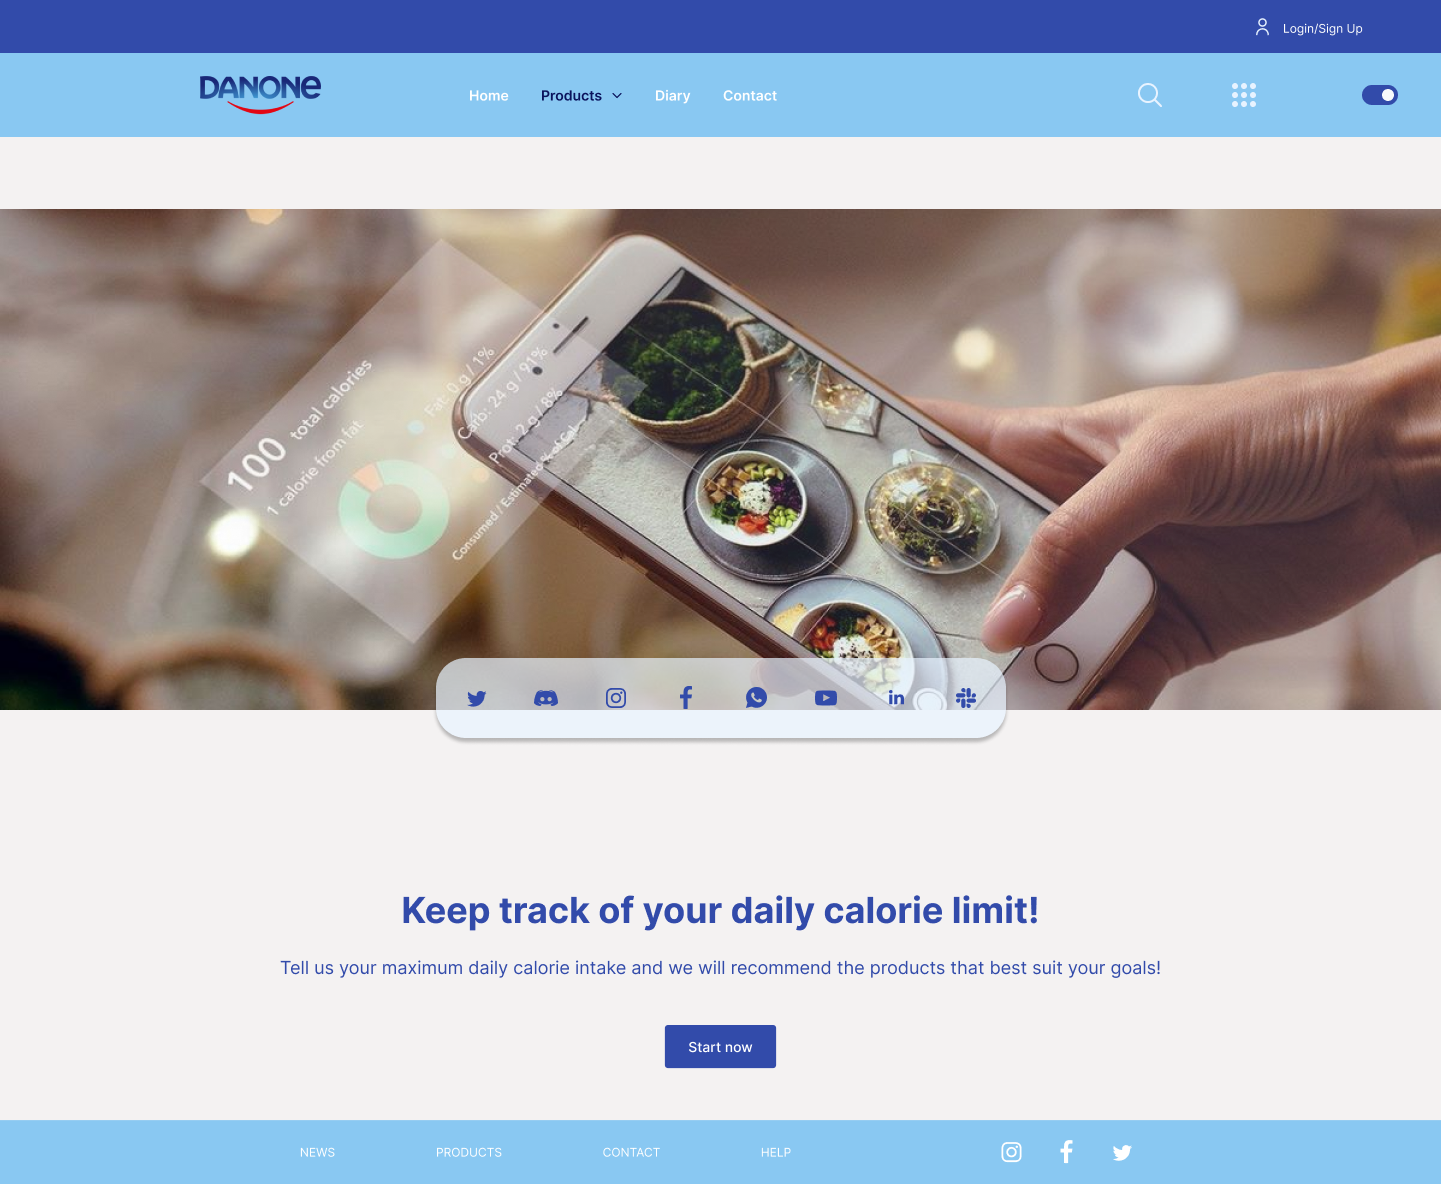 Login/Sign Up
DANONE
Home
Products
Diary
Contact
100 total calories
1 calorie from fat
Fat: 0 g / 1%
Carb: 24 g / 91%
Prot: 2 g / 8%
Consumed / Estimated % of Cal
Keep track of your daily calorie limit!
Tell us your maximum daily calorie intake and we will recommend the products that best suit your goals!
Start now
NEWS
PRODUCTS
CONTACT
HELP